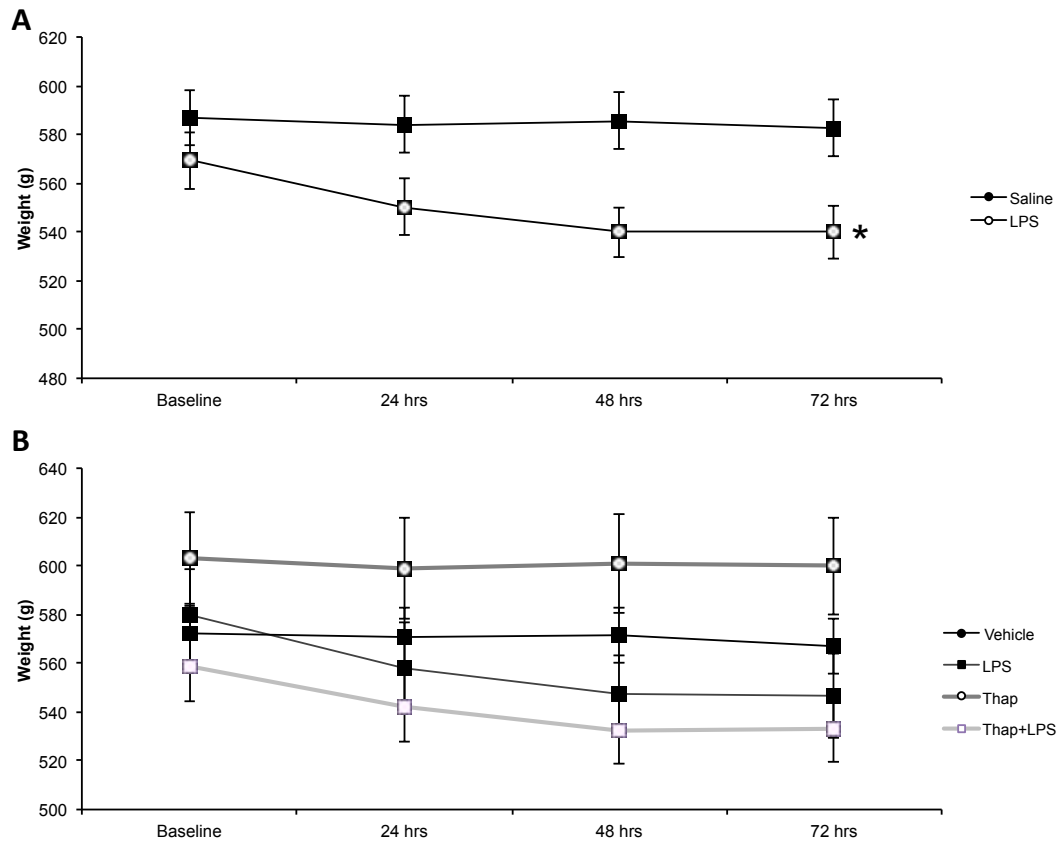 A
620
600
580
560
540
520
500
480
Weight (g)
Baseline 24 hrs 48 hrs 72 hrs
*
Saline
LPS
B
640
620
600
580
560
540
520
500
Weight (g)
Baseline 24 hrs 48 hrs 72 hrs
Vehicle
LPS
Thap
Thap+LPS